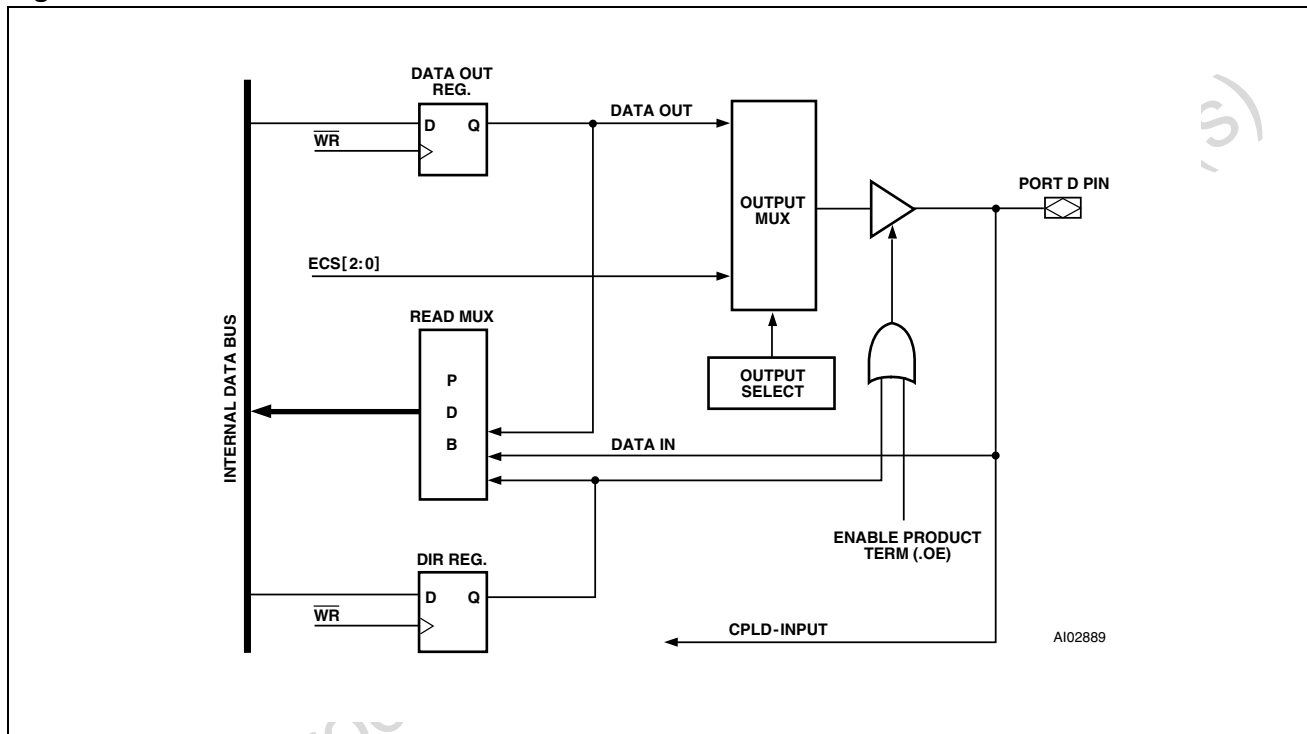 DATA OUT
REG.
D Q
WR
DATA OUT
OUTPUT
MUX
PORT D PIN
ECS[2:0]
READ MUX
P
D
B
OUTPUT
SELECT
INTERNAL DATA BUS
DATA IN
ENABLE PRODUCT
TERM (.OE)
DIR REG.
D Q
WR
CPLD-INPUT
AI02889